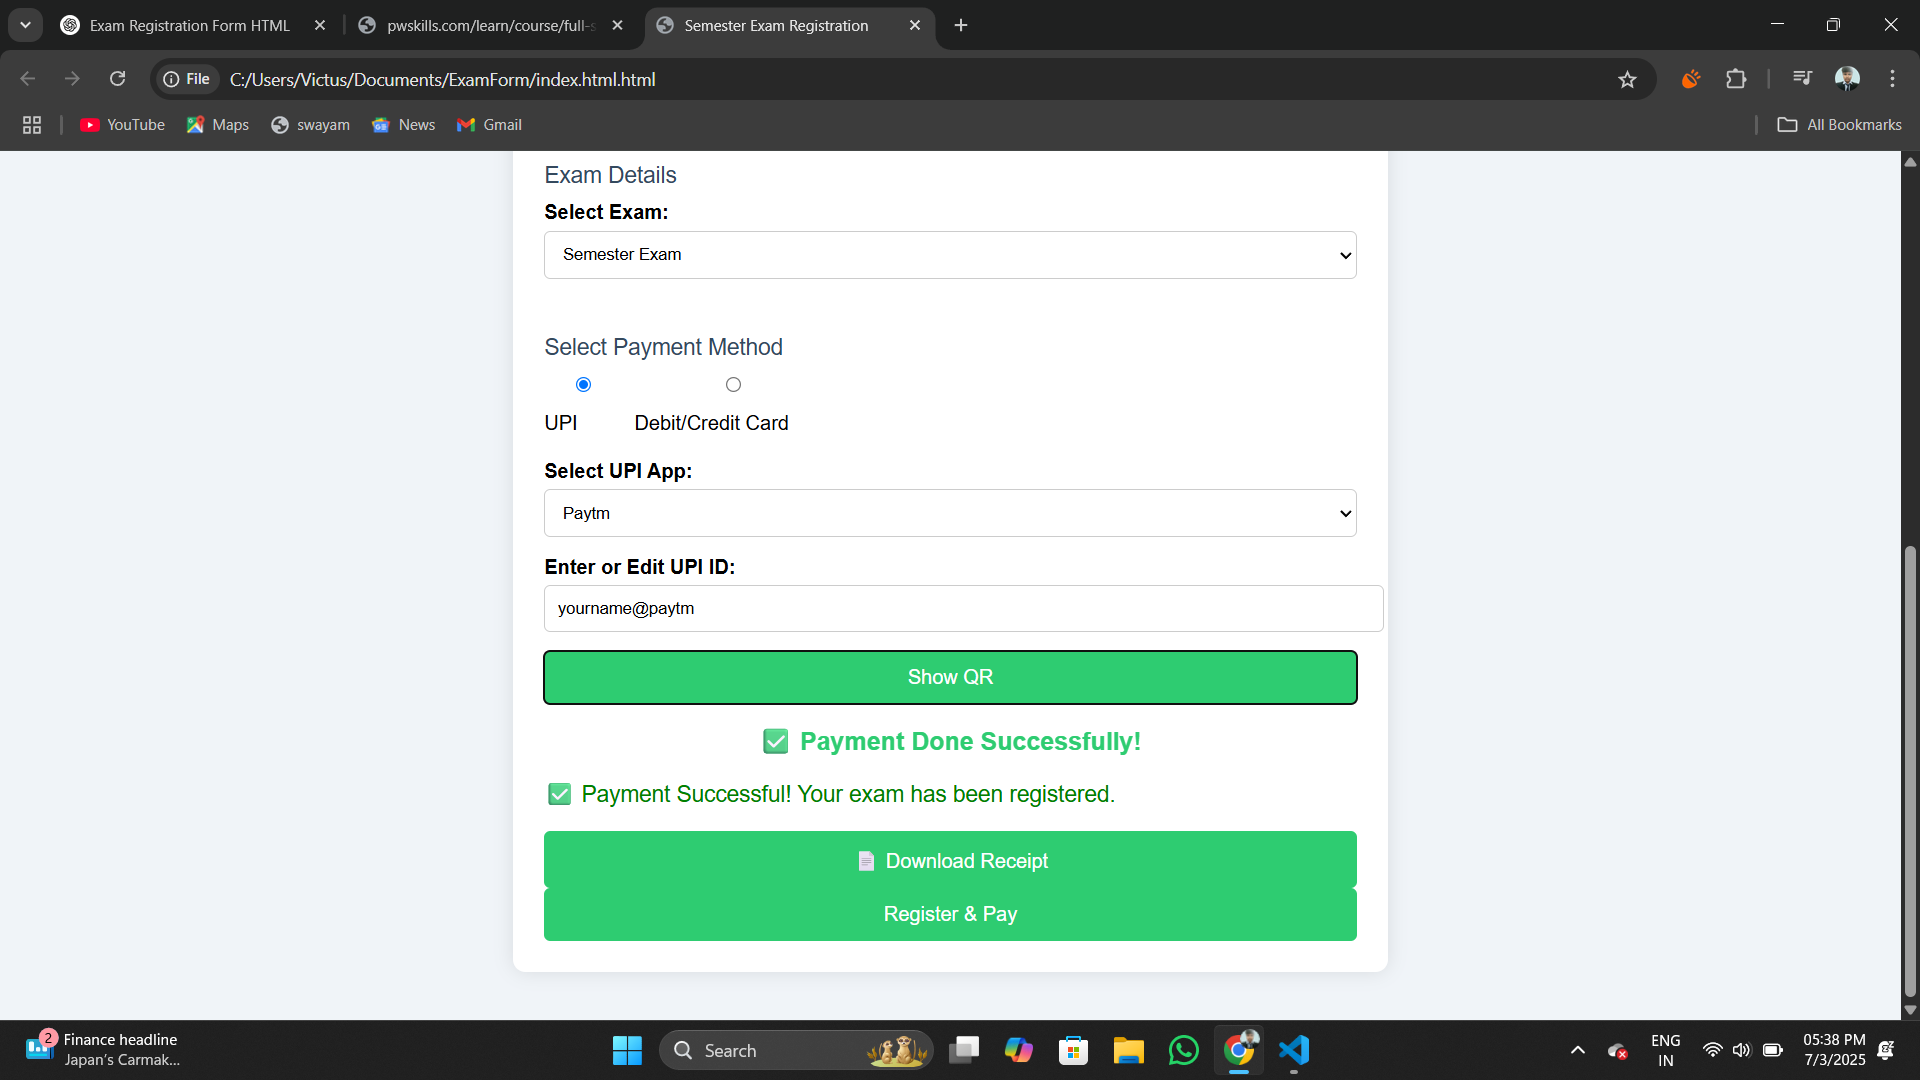 Exam Registration Form HTML
pwskills.com/learn/course/full-s
Semester Exam Registration
File
C:/Users/Victus/Documents/ExamForm/index.html.html
YouTube
Maps
swayam
News
Gmail
All Bookmarks
Exam Details
Select Exam:
Semester Exam
Select Payment Method
UPI
Debit/Credit Card
Select UPI App:
Paytm
Enter or Edit UPI ID:
yourname@paytm
Show QR
Payment Done Successfully!
Payment Successful! Your exam has been registered.
Download Receipt
Register & Pay
2
Finance headline
Japan's Carmak...
Search
ENG
IN
05:38 PM
7/3/2025